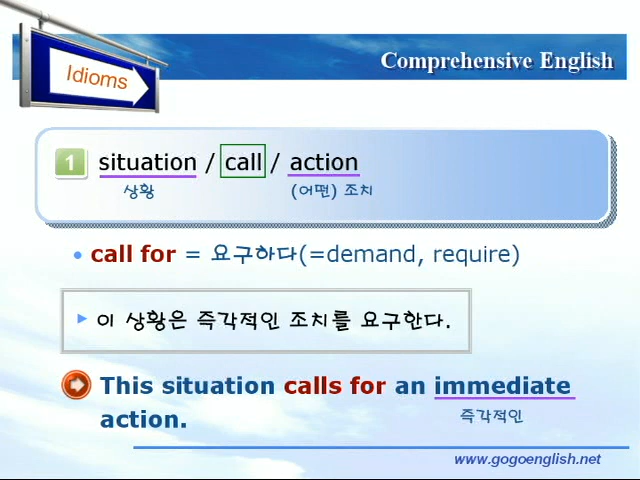 Idioms
Comprehensive English
1 situation / call / action
상황 (어떤) 조치
• call for = 요구하다(=demand, require)
▶ 이 상황은 즉각적인 조치를 요구한다.
This situation calls for an immediate
action. 즉각적인
www.gogoenglish.net